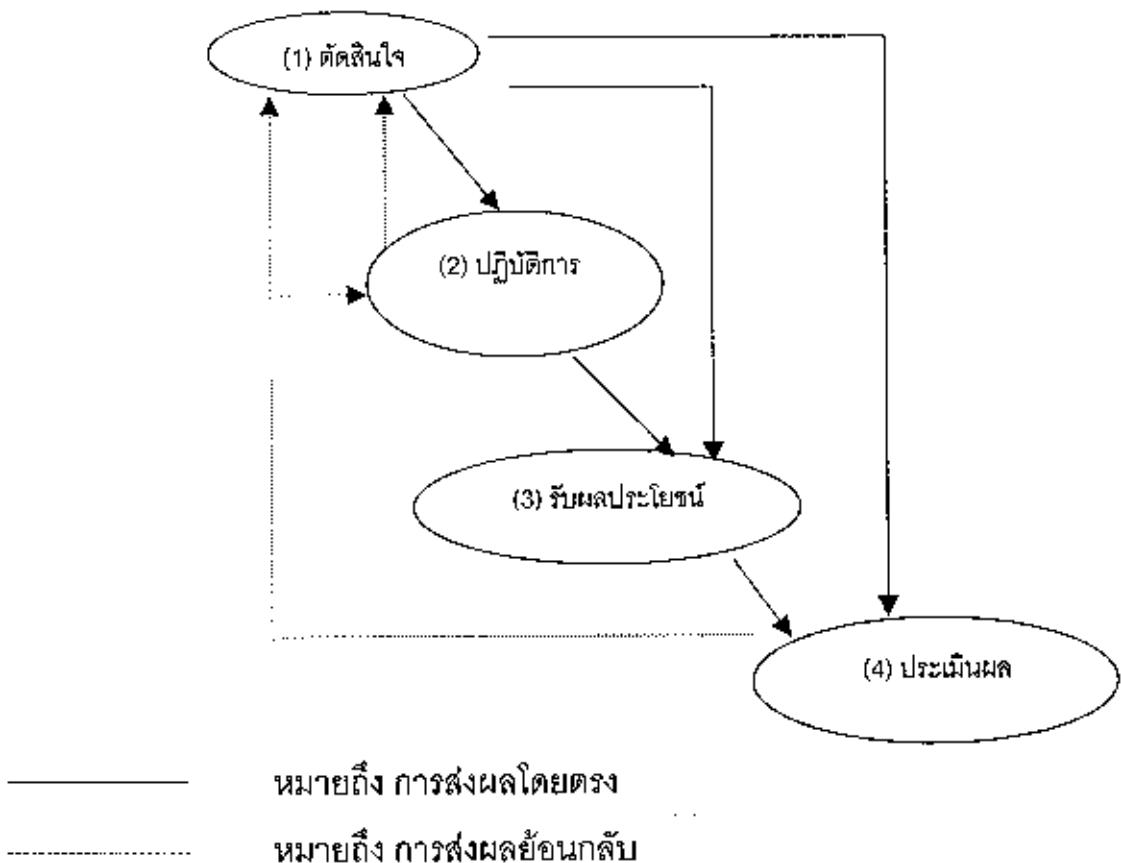 (1) ตัดสินใจ
(2) ปฏิบัติการ
(3) รับผลประโยชน์
(4) ประเมินผล
หมายถึง การส่งผลโดยตรง
หมายถึง การส่งผลย้อนกลับ